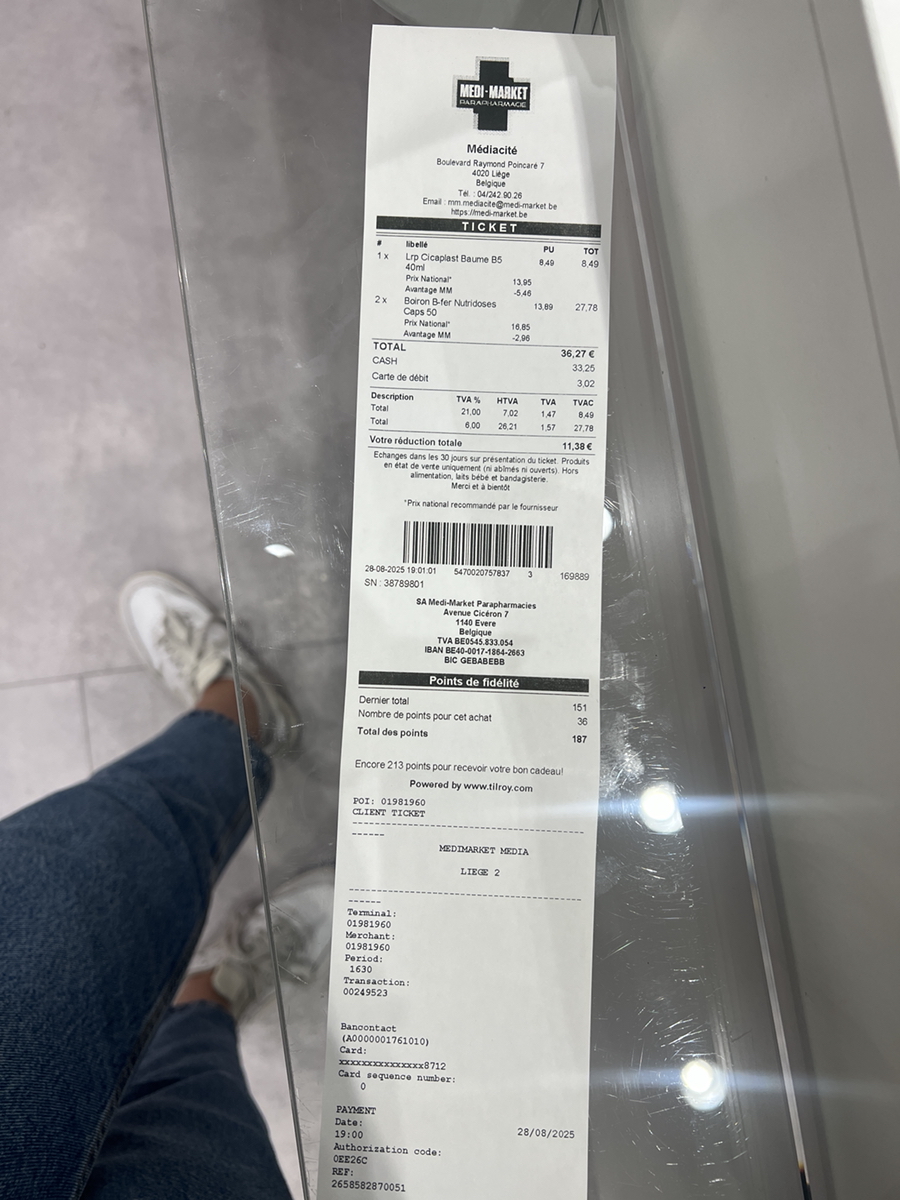 MEDI-MARKET
PARAPHARMACIE
Médiacité
Boulevard Raymond Poincaré 7
4020 Liège
Belgique
Tél. : 04/242.90.26
Email : mm.mediacite@medi-market.be
https://medi-market.be
TICKET
# libellé PU TOT
1 x Lrp Cicaplast Baume B5 8,49 8,49
40ml
Prix National* 13,95
Avantage MM -5,46
2 x Boiron B-fer Nutridoses 13,89 27,78
Caps 50
Prix National* 16,85
Avantage MM -2,96
TOTAL 36,27 €
CASH 33,25
Carte de débit 3,02
Description TVA % HTVA TVA TVAC
Total 21,00 7,02 1,47 8,49
Total 6,00 26,21 1,57 27,78
Votre réduction totale 11,38 €
Echanges dans les 30 jours sur présentation du ticket. Produits
en état de vente uniquement (ni abîmés ni ouverts). Hors
alimentation, laits bébé et bandagisterie.
Merci et à bientôt
*Prix national recommandé par le fournisseur
28-08-2025 19:01:01 5470020757837 3 169889
SN : 38789801
SA Medi-Market Parapharmacies
Avenue Cicéron 7
1140 Evere
Belgique
TVA BE0545.833.054
IBAN BE40-0017-1864-2663
BIC GEBABEBB
Points de fidélité
Dernier total 151
Nombre de points pour cet achat 36
Total des points 187
Encore 213 points pour recevoir votre bon cadeau!
Powered by www.tilroy.com
POI: 01981960
CLIENT TICKET
MEDIMARKET MEDIA
LIEGE 2
Terminal:
01981960
Merchant:
01981960
Period:
1630
Transaction:
00249523
Bancontact
(A0000001761010)
Card:
xxxxxxxxxxxxxxx8712
Card sequence number:
0
PAYMENT
Date: 28/08/2025
19:00
Authorization code:
0EE26C
REF:
2658582870051